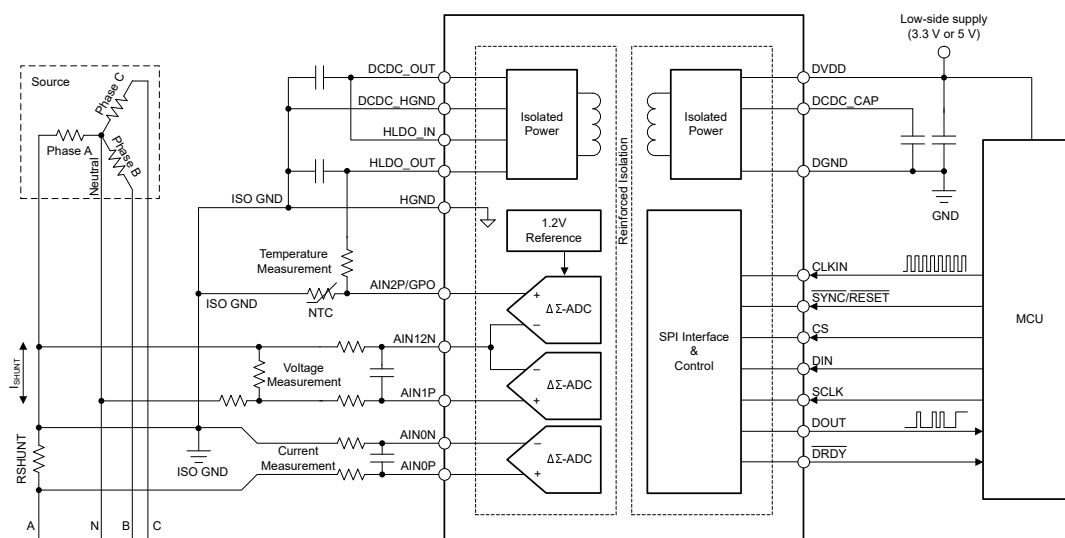 Source
Phase C
Phase A
Neutral
Phase B
DCDC_OUT
DCDC_HGND
HLDO_IN
HLDO_OUT
HGND
ISO GND
Temperature
Measurement
AIN2P/GPO
ISO GND
NTC
AIN12N
ISHUNT
Voltage
Measurement
AIN1P
AIN0N
Current
Measurement
ISO GND
AIN0P
RSHUNT
A
N
B
C
Isolated
Power
Reinforced Isolation
Isolated
Power
1.2V
Reference
+
ΔΣ-ADC
−
−
ΔΣ-ADC
+
−
ΔΣ-ADC
+
SPI Interface
&
Control
Low-side supply
(3.3 V or 5 V)
DVDD
DCDC_CAP
DGND
GND
CLKIN
SYNC/RESET
CS
DIN
SCLK
DOUT
DRDY
MCU